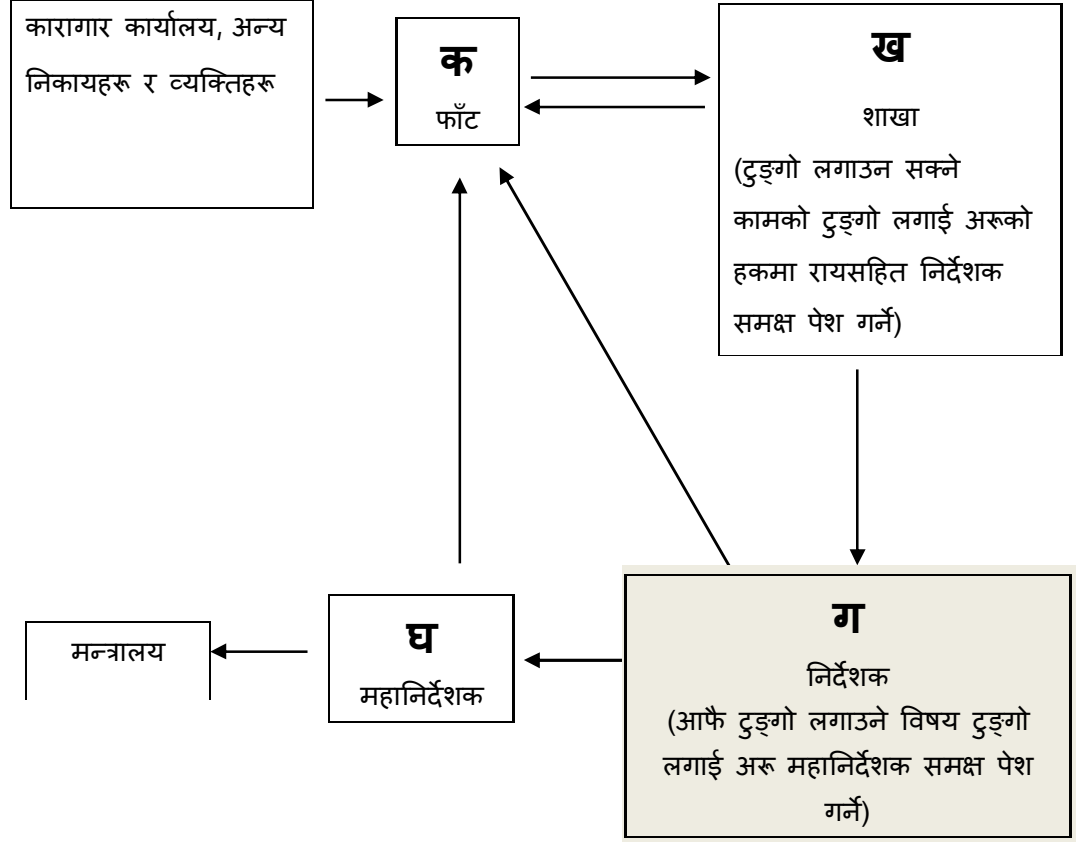 कारागार कार्यालय, अन्य
निकायहरू र व्यक्तिहरू
क
फाँट
ख
शाखा
(टुङ्गो लगाउन सक्ने
कामको टुङ्गो लगाई अरूको
हकमा रायसहित निर्देशक
समक्ष पेश गर्ने)
मन्त्रालय
घ
महानिर्देशक
ग
निर्देशक
(आफै टुङ्गो लगाउने विषय टुङ्गो
लगाई अरू महानिर्देशक समक्ष पेश
गर्ने)